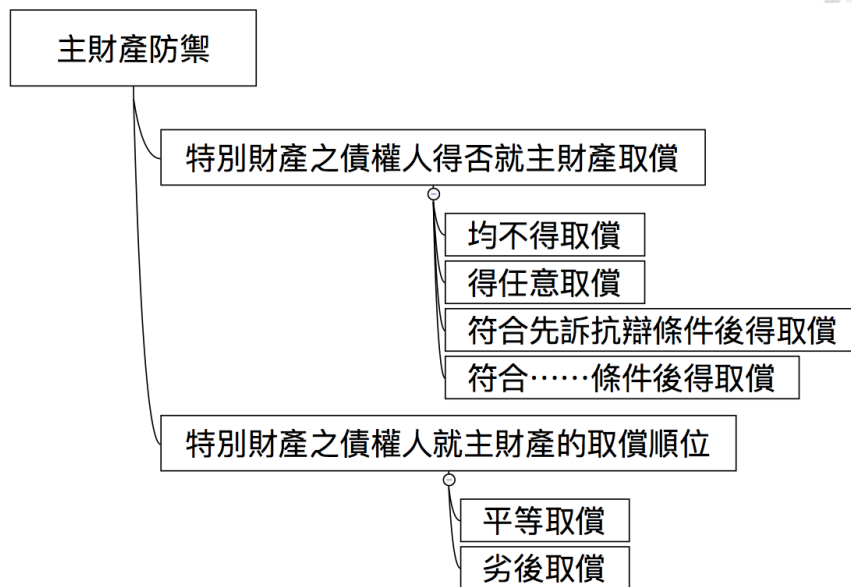 主財產防禦
特別財產之債權人得否就主財產取償
均不得取償
得任意取償
符合先訴抗辯條件後得取償
符合……條件後得取償
特別財產之債權人就主財產的取償順位
平等取償
劣後取償